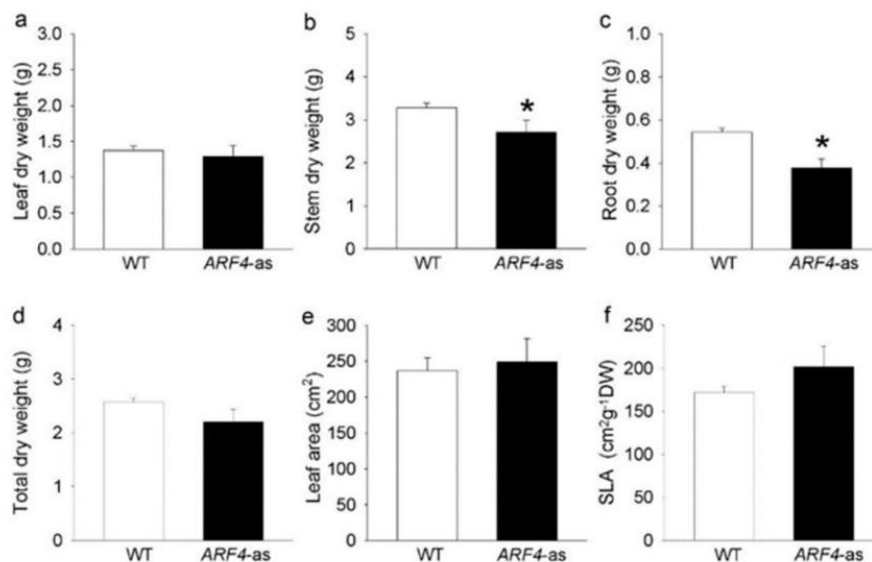 a
Leaf dry weight (g)
3.0
2.5
2.0
1.5
1.0
0.5
0.0
WT ARF4-as
b
Stem dry weight (g)
5
4
3
2
1
0
*
WT ARF4-as
c
Root dry weight (g)
1.0
0.8
0.6
0.4
0.2
0.0
*
WT ARF4-as
d
Total dry weight (g)
4
3
2
1
0
WT ARF4-as
e
Leaf area (cm²)
300
250
200
150
100
50
0
WT ARF4-as
f
SLA (cm²g⁻¹DW)
250
200
150
100
50
0
WT ARF4-as